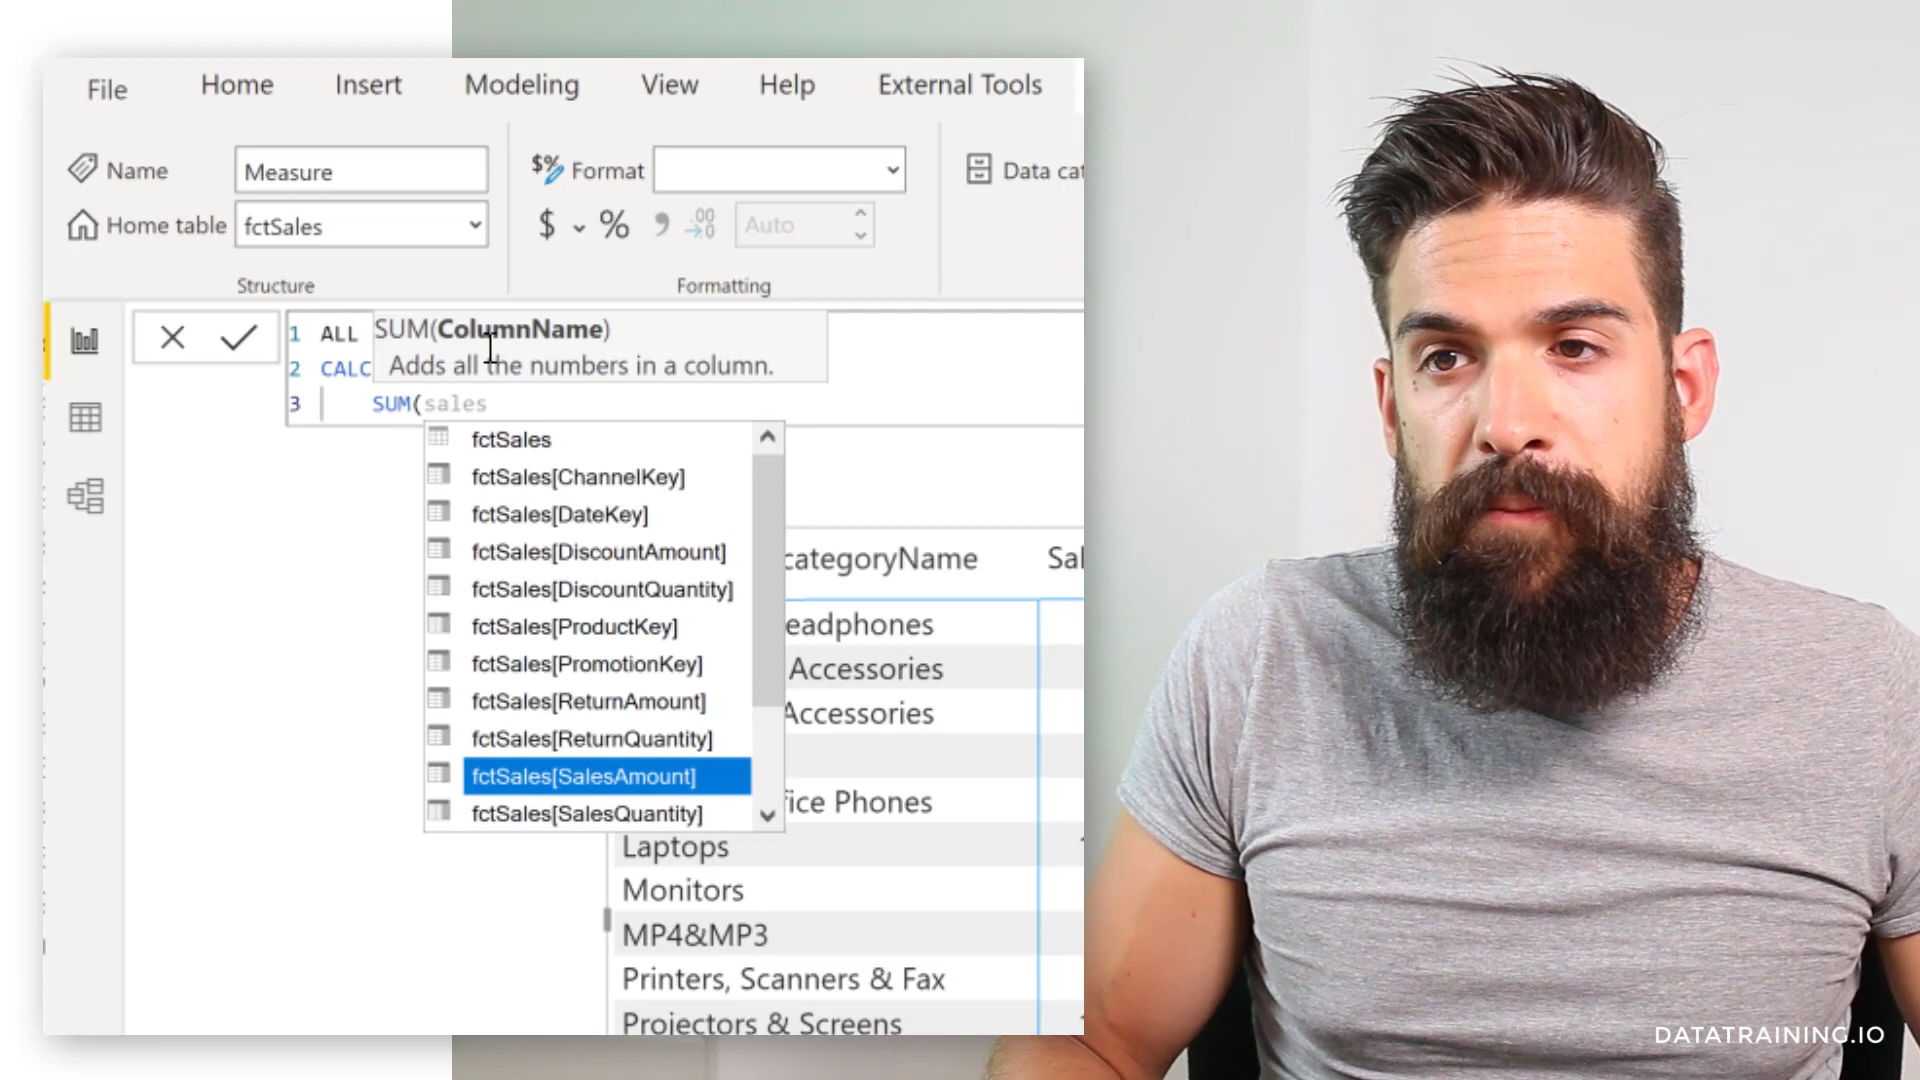 File Home Insert Modeling View Help External Tools
Name Measure $% Format Data cat
Home table fctSales $ % , .00 .0 Auto
Structure Formatting
1 ALL
SUM(ColumnName)
2 CALC
Adds all the numbers in a column.
3 SUM(sales
fctSales
fctSales[ChannelKey]
fctSales[DateKey]
fctSales[DiscountAmount]
fctSales[DiscountQuantity]
fctSales[ProductKey]
fctSales[PromotionKey]
fctSales[ReturnAmount]
fctSales[ReturnQuantity]
fctSales[SalesAmount]
fctSales[SalesQuantity]
categoryName Sal
eadphones
Accessories
Accessories
fice Phones
Laptops
Monitors
MP4&MP3
Printers, Scanners & Fax
Projectors & Screens
DATATRAINING.IO